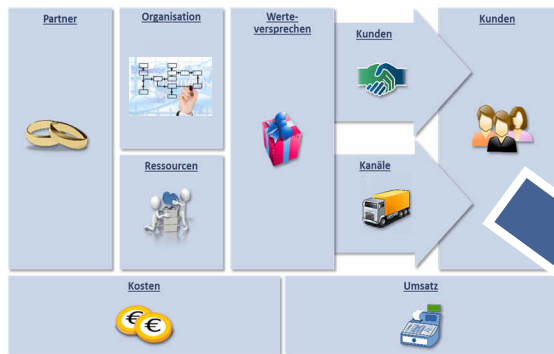 Partner
Organisation
Ressourcen
Werte-
versprechen
Kunden
Kanäle
Kunden
Kosten
Umsatz